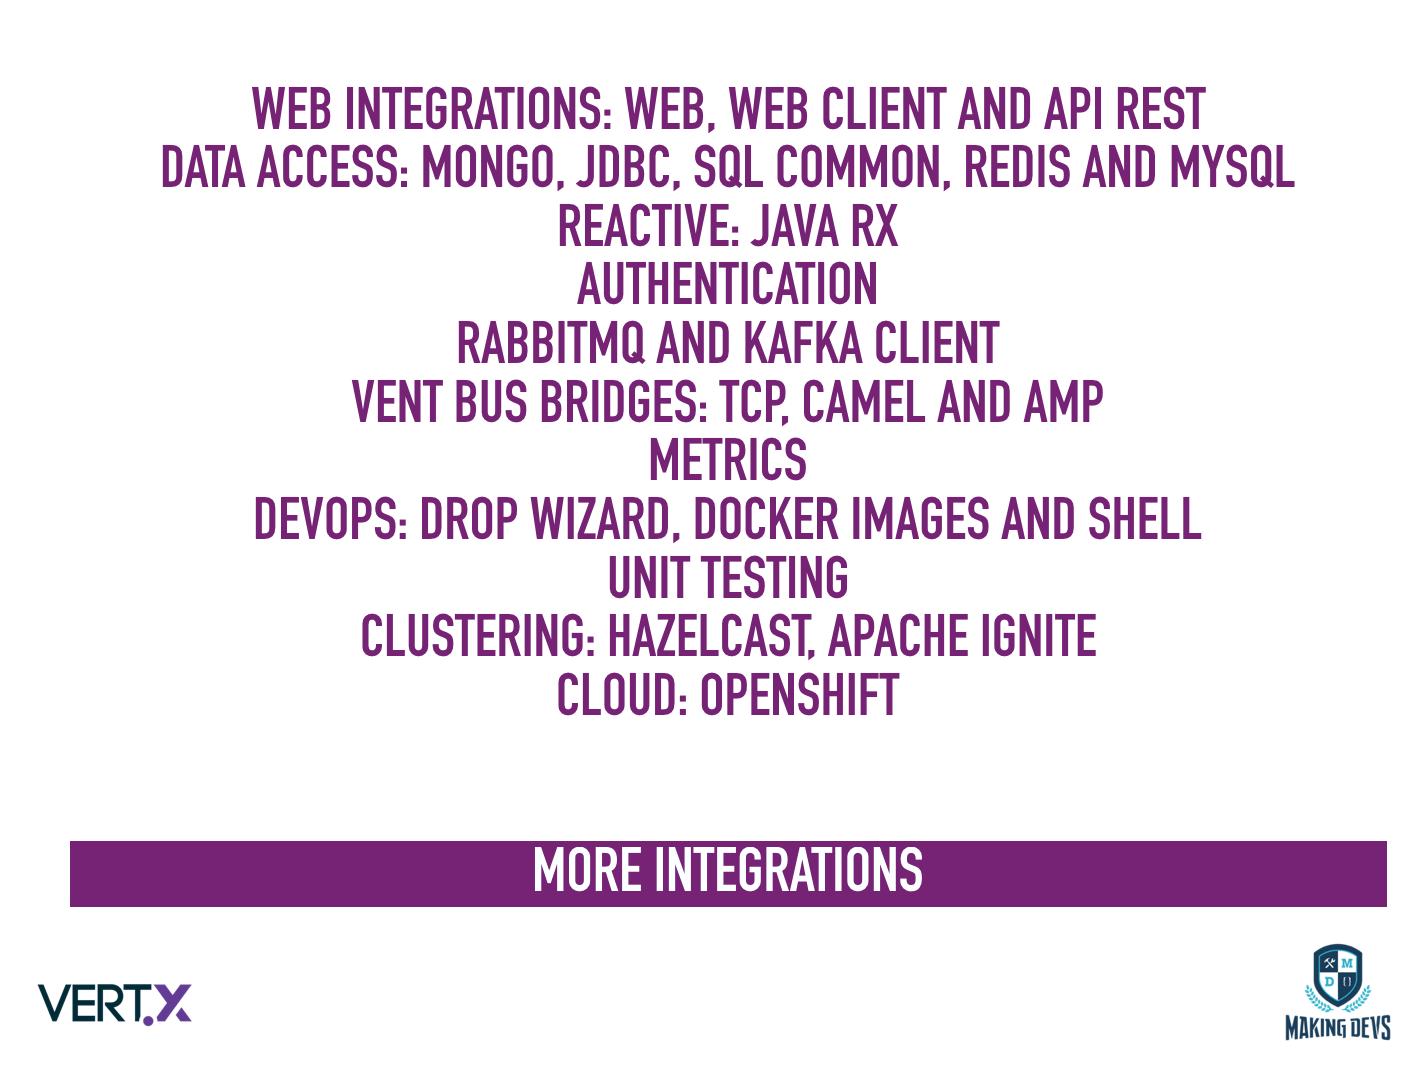 WEB INTEGRATIONS: WEB, WEB CLIENT AND API REST
DATA ACCESS: MONGO, JDBC, SQL COMMON, REDIS AND MYSQL
REACTIVE: JAVA RX
AUTHENTICATION
RABBITMQ AND KAFKA CLIENT
VENT BUS BRIDGES: TCP, CAMEL AND AMP
METRICS
DEVOPS: DROP WIZARD, DOCKER IMAGES AND SHELL
UNIT TESTING
CLUSTERING: HAZELCAST, APACHE IGNITE
CLOUD: OPENSHIFT
MORE INTEGRATIONS
VERT.X
M
D {}
MAKING DEVS